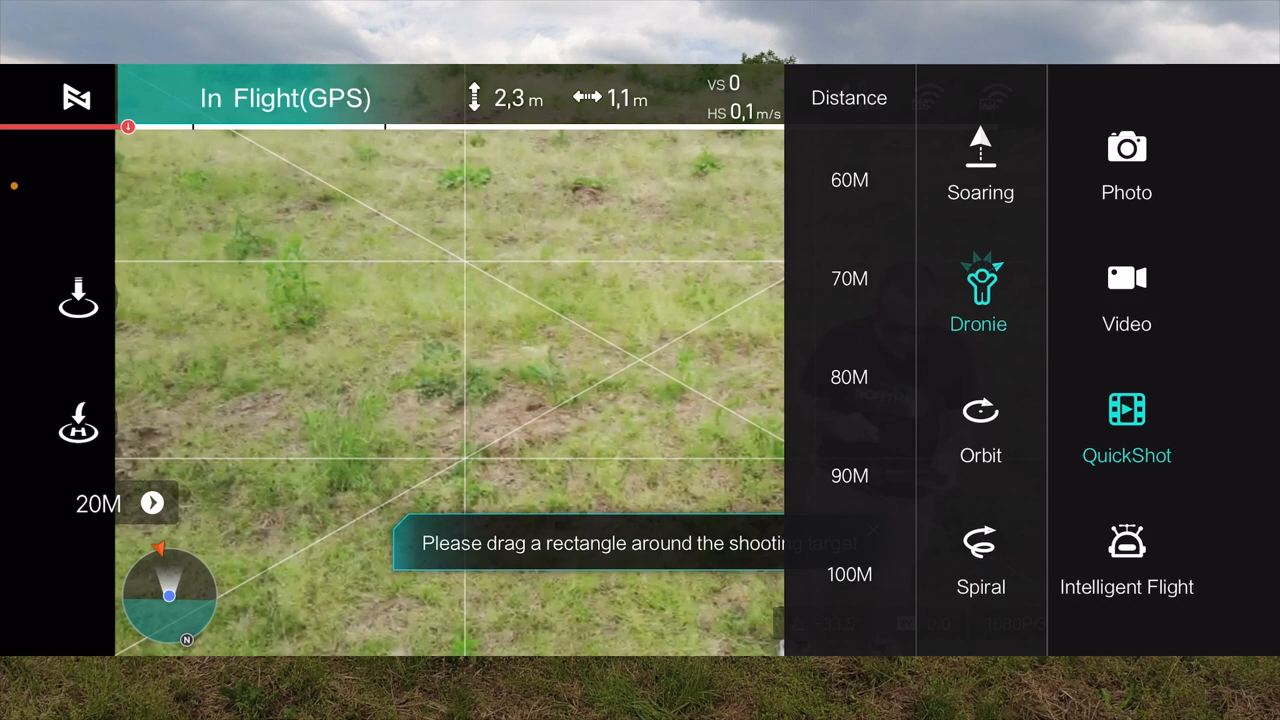 In Flight(GPS)
2,3 m
1,1 m
VS 0
HS 0,1 m/s
Distance
60M
70M
80M
90M
100M
Soaring
Dronie
Orbit
Spiral
Photo
Video
QuickShot
Intelligent Flight
20M
Please drag a rectangle around the shooting target
N
H